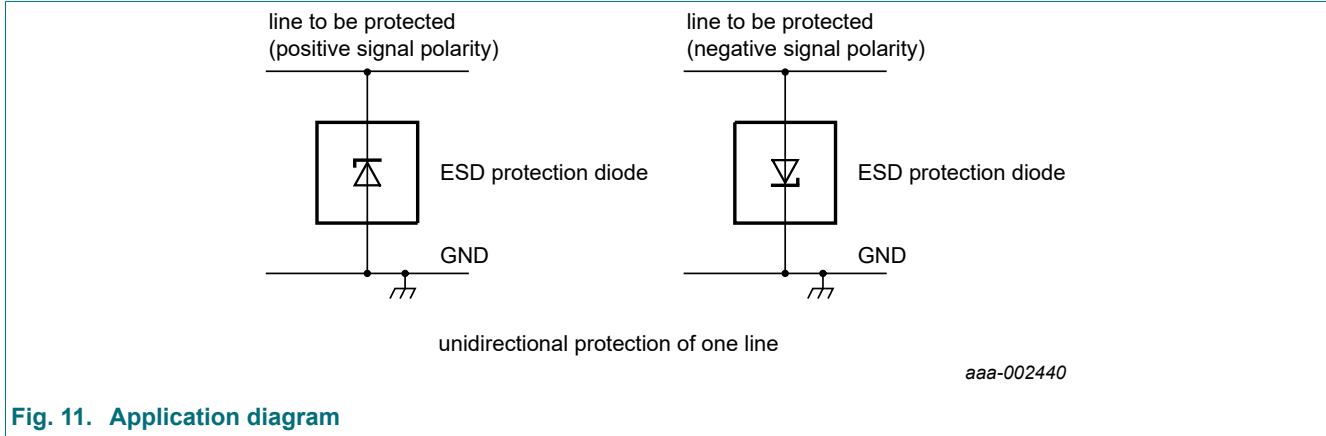 line to be protected
(positive signal polarity)
line to be protected
(negative signal polarity)
ESD protection diode
ESD protection diode
GND
GND
unidirectional protection of one line
aaa-002440
Fig. 11. Application diagram